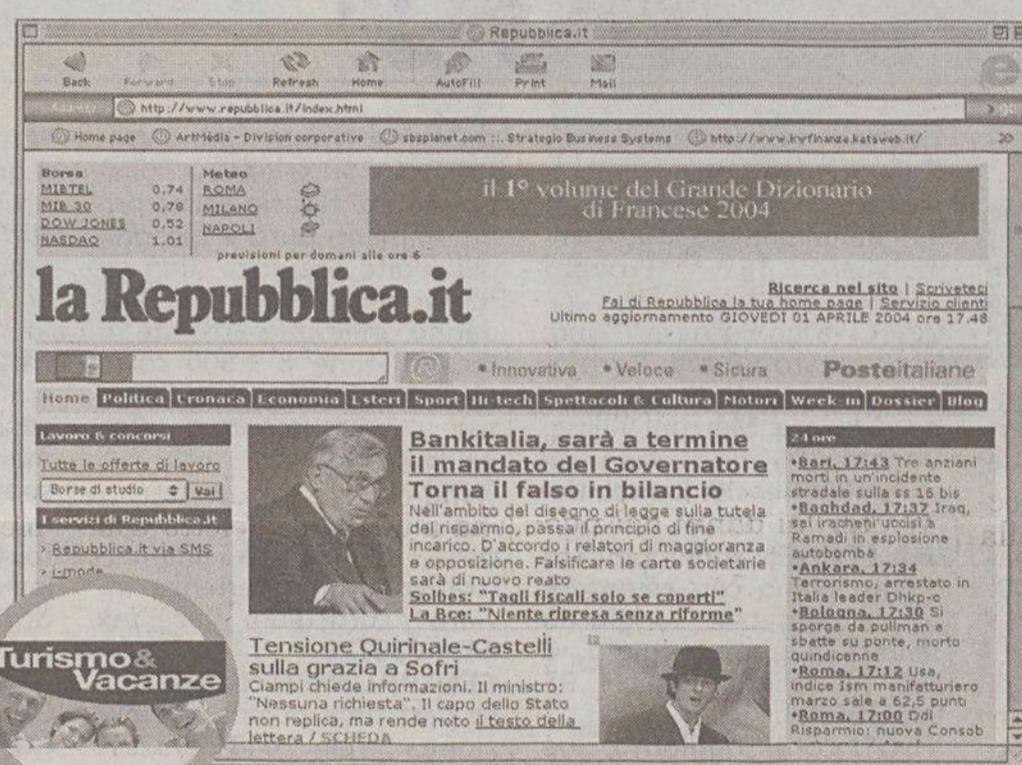 Repubblica.it
Back Forward Stop Refresh Home AutoFill Print Mail
http://www.repubblica.it/index.html
Home page ArtMèdia - Division corporative sbsplanet.com ::. Strategic Business Systems http://www.kwfinanza.kataweb.it/
Borsa
MIBTEL 0,74
MIB 30 0,78
DOW JONES 0,52
NASDAQ 1.01
Meteo
ROMA
MILANO
NAPOLI
previsioni per domani alle ore 6
il 1° volume del Grande Dizionario
di Francese 2004
la Repubblica.it
Ricerca nel sito | Scriveteci
Fai di Repubblica la tua home page | Servizio clienti
Ultimo aggiornamento GIOVEDI 01 APRILE 2004 ore 17.48
Innovativa Veloce Sicura Posteitaliane
Home Politica Cronaca Economia Esteri Sport Hi-tech Spettacoli & Cultura Motori Week-in Dossier Blog
Lavoro & concorsi
Tutte le offerte di lavoro
Borse di studio Vai
I servizi di Repubblica.it
> Repubblica.it via SMS
> i-mode
Turismo &
Vacanze
Bankitalia, sarà a termine
il mandato del Governatore
Torna il falso in bilancio
Nell'ambito del disegno di legge sulla tutela
del risparmio, passa il principio di fine
incarico. D'accordo i relatori di maggioranza
e opposizione. Falsificare le carte societarie
sarà di nuovo reato
Solbes: "Tagli fiscali solo se coperti"
La Bce: "Niente ripresa senza riforme"
Tensione Quirinale-Castelli
sulla grazia a Sofri
Ciampi chiede informazioni. Il ministro:
"Nessuna richiesta". Il capo dello Stato
non replica, ma rende noto il testo della
lettera / SCHEDA
24 ore
•Bari, 17:43 Tre anziani
morti in un'incidente
stradale sulla ss 16 bis
•Baghdad, 17:37 Iraq,
sei iracheni uccisi a
Ramadi in esplosione
autobomba
•Ankara, 17:34
Terrorismo, arrestato in
Italia leader Dhkp-c
•Bologna, 17:30 Si
sporge da pullman e
sbatte su ponte, morto
quindicenne
•Roma, 17:12 Usa,
indice Ism manifatturiero
marzo sale a 62,5 punti
•Roma, 17:00 Ddl
Risparmio: nuova Consob